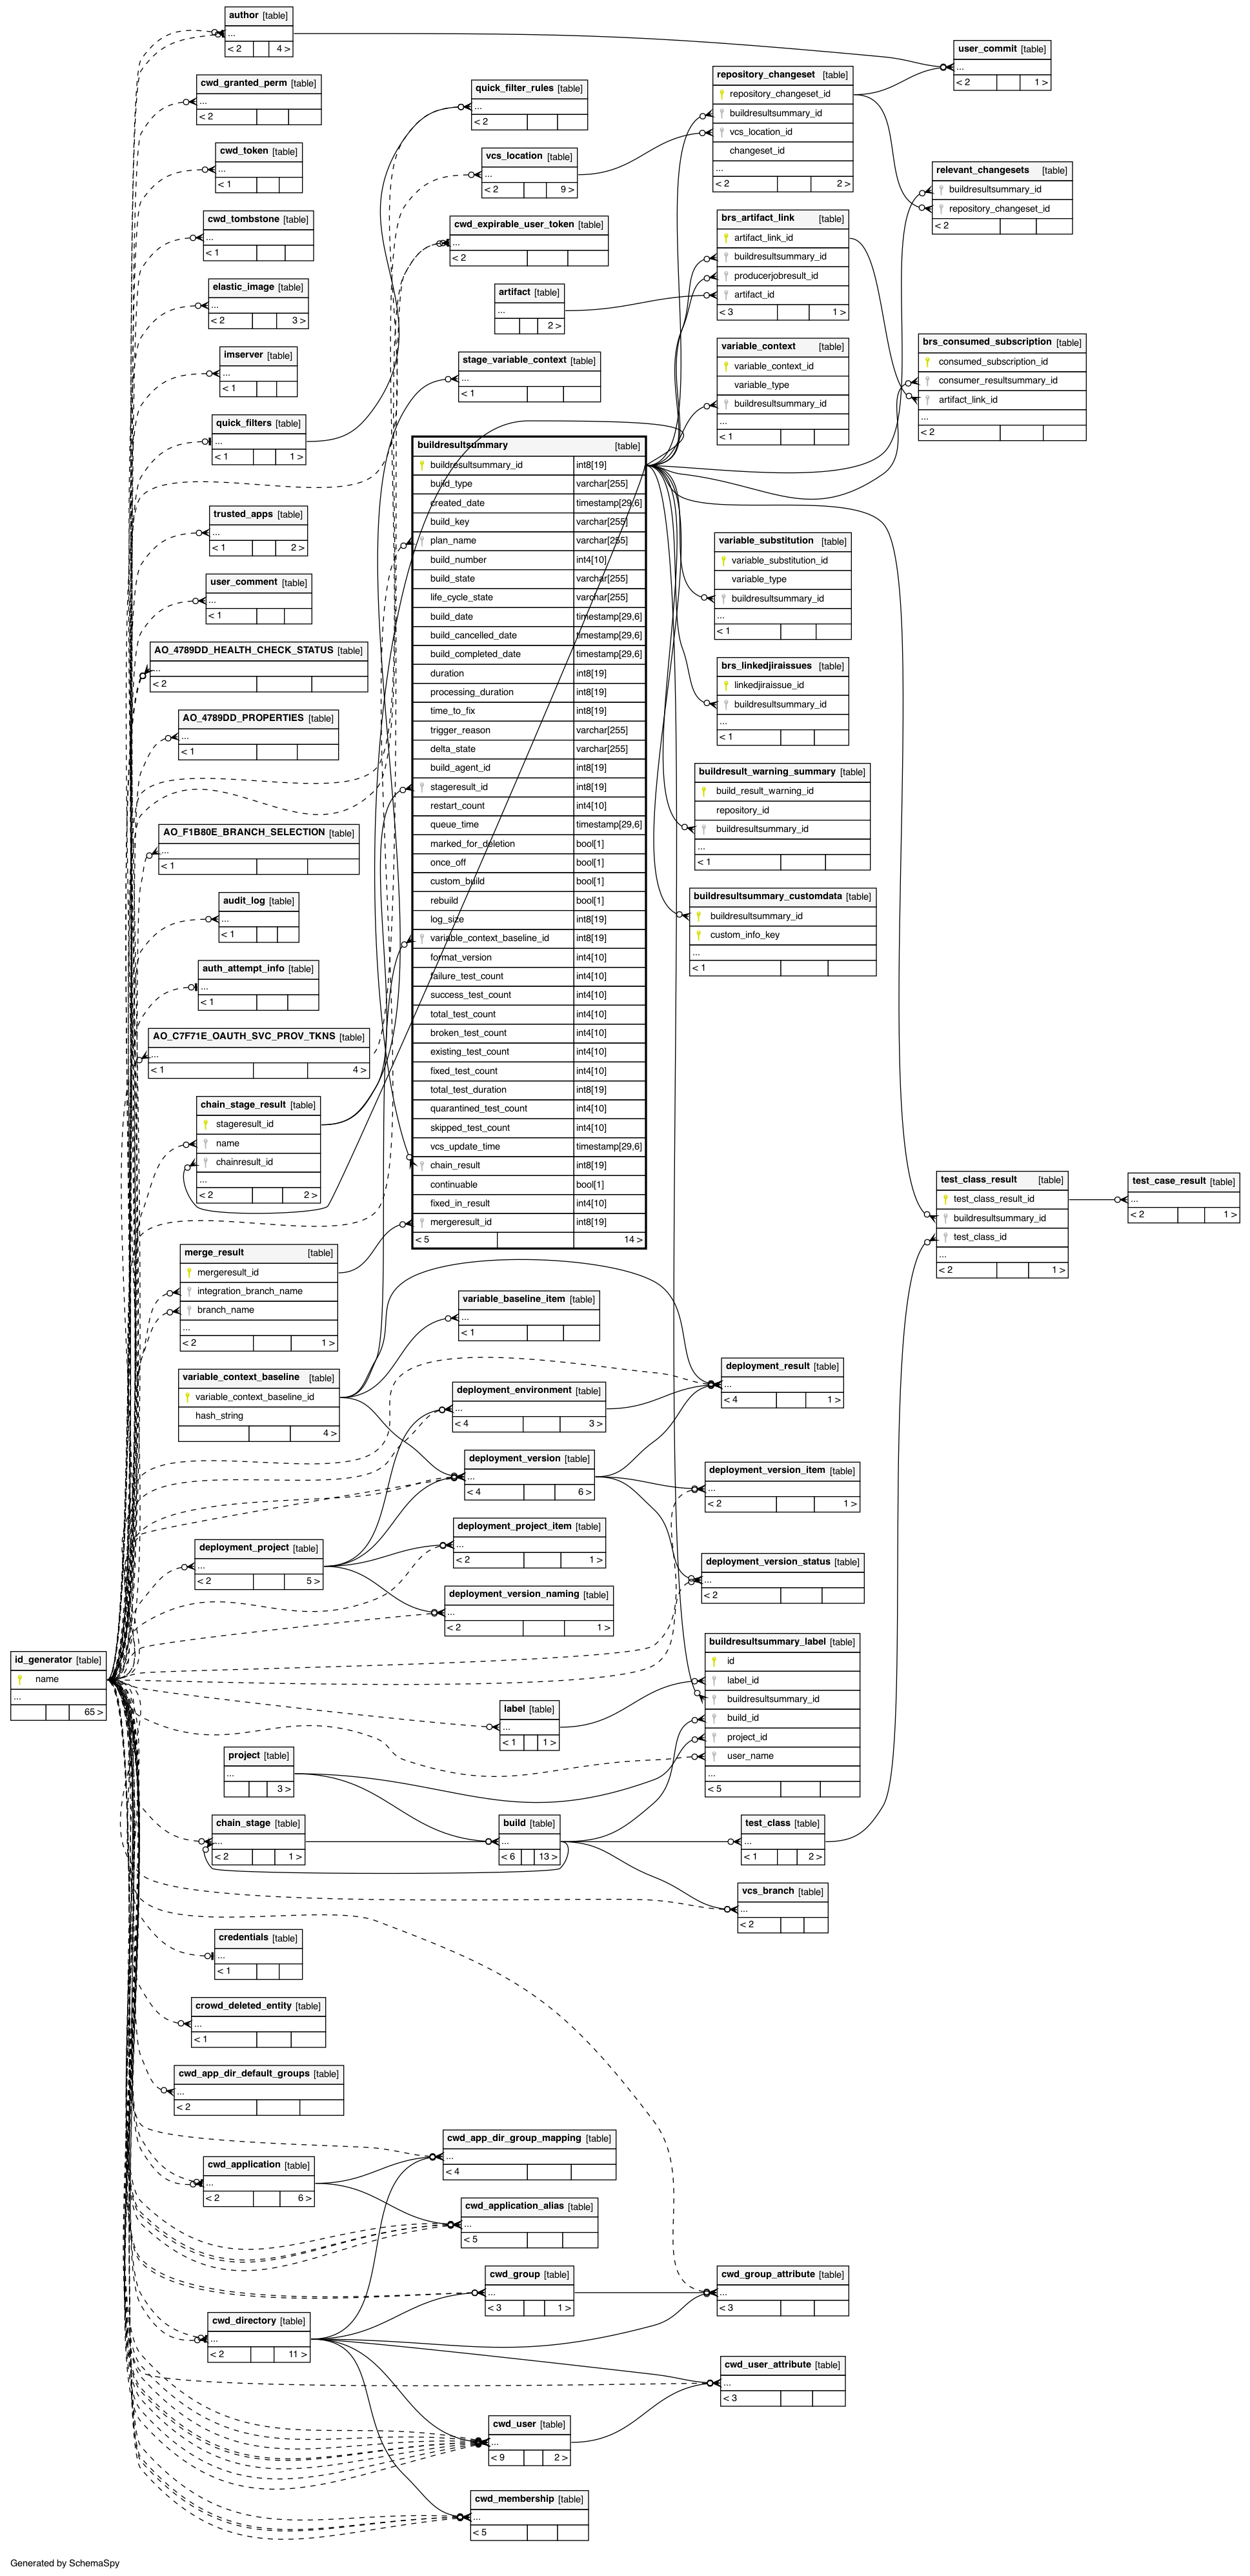 author [table]
...
< 2 4 >
cwd_granted_perm [table]
...
< 2
cwd_token [table]
...
< 1
cwd_tombstone [table]
...
< 1
elastic_image [table]
...
< 2 3 >
imserver [table]
...
< 1
quick_filters [table]
...
< 1 1 >
trusted_apps [table]
...
< 1 2 >
user_comment [table]
...
< 1
AO_4789DD_HEALTH_CHECK_STATUS [table]
...
< 2
AO_4789DD_PROPERTIES [table]
...
< 1
AO_F1B80E_BRANCH_SELECTION [table]
...
< 1
audit_log [table]
...
< 1
auth_attempt_info [table]
...
< 1
AO_C7F71E_OAUTH_SVC_PROV_TKNS [table]
...
< 1 4 >
chain_stage_result [table]
stageresult_id
name
chainresult_id
...
< 2 2 >
merge_result [table]
mergeresult_id
integration_branch_name
branch_name
...
< 2 1 >
variable_context_baseline [table]
variable_context_baseline_id
hash_string
4 >
deployment_project [table]
...
< 2 5 >
id_generator [table]
name
...
65 >
project [table]
...
3 >
chain_stage [table]
...
< 2 1 >
credentials [table]
...
< 1
crowd_deleted_entity [table]
...
< 1
cwd_app_dir_default_groups [table]
...
< 2
cwd_application [table]
...
< 2 6 >
cwd_directory [table]
...
< 2 11 >
quick_filter_rules [table]
...
< 2
vcs_location [table]
...
< 2 9 >
cwd_expirable_user_token [table]
...
< 2
artifact [table]
...
2 >
stage_variable_context [table]
...
< 1
buildresultsummary [table]
buildresultsummary_id int8[19]
build_type varchar[255]
created_date timestamp[29,6]
build_key varchar[255]
plan_name varchar[255]
build_number int4[10]
build_state varchar[255]
life_cycle_state varchar[255]
build_date timestamp[29,6]
build_cancelled_date timestamp[29,6]
build_completed_date timestamp[29,6]
duration int8[19]
processing_duration int8[19]
time_to_fix int8[19]
trigger_reason varchar[255]
delta_state varchar[255]
build_agent_id int8[19]
stageresult_id int8[19]
restart_count int4[10]
queue_time timestamp[29,6]
marked_for_deletion bool[1]
once_off bool[1]
custom_build bool[1]
rebuild bool[1]
log_size int8[19]
variable_context_baseline_id int8[19]
format_version int4[10]
failure_test_count int4[10]
success_test_count int4[10]
total_test_count int4[10]
broken_test_count int4[10]
existing_test_count int4[10]
fixed_test_count int4[10]
total_test_duration int8[19]
quarantined_test_count int4[10]
skipped_test_count int4[10]
vcs_update_time timestamp[29,6]
chain_result int8[19]
continuable bool[1]
fixed_in_result int4[10]
mergeresult_id int8[19]
< 5 14 >
variable_baseline_item [table]
...
< 1
deployment_environment [table]
...
< 4 3 >
deployment_version [table]
...
< 4 6 >
deployment_project_item [table]
...
< 2 1 >
deployment_version_naming [table]
...
< 2 1 >
label [table]
...
< 1 1 >
build [table]
...
< 6 13 >
cwd_app_dir_group_mapping [table]
...
< 4
cwd_application_alias [table]
...
< 5
cwd_group [table]
...
< 3 1 >
cwd_user [table]
...
< 9 2 >
cwd_membership [table]
...
< 5
repository_changeset [table]
repository_changeset_id
buildresultsummary_id
vcs_location_id
changeset_id
...
< 2 2 >
brs_artifact_link [table]
artifact_link_id
buildresultsummary_id
producerjobresult_id
artifact_id
< 3 1 >
variable_context [table]
variable_context_id
variable_type
buildresultsummary_id
...
< 1
variable_substitution [table]
variable_substitution_id
variable_type
buildresultsummary_id
...
< 1
brs_linkedjiraissues [table]
linkedjiraissue_id
buildresultsummary_id
...
< 1
buildresult_warning_summary [table]
build_result_warning_id
repository_id
buildresultsummary_id
...
< 1
buildresultsummary_customdata [table]
buildresultsummary_id
custom_info_key
...
< 1
deployment_result [table]
...
< 4 1 >
deployment_version_item [table]
...
< 2 1 >
deployment_version_status [table]
...
< 2
buildresultsummary_label [table]
id
label_id
buildresultsummary_id
build_id
project_id
user_name
...
< 5
test_class [table]
...
< 1 2 >
vcs_branch [table]
...
< 2
cwd_group_attribute [table]
...
< 3
cwd_user_attribute [table]
...
< 3
user_commit [table]
...
< 2 1 >
relevant_changesets [table]
buildresultsummary_id
repository_changeset_id
< 2
brs_consumed_subscription [table]
consumed_subscription_id
consumer_resultsummary_id
artifact_link_id
...
< 2
test_class_result [table]
test_class_result_id
buildresultsummary_id
test_class_id
...
< 2 1 >
test_case_result [table]
...
< 2 1 >
Generated by SchemaSpy